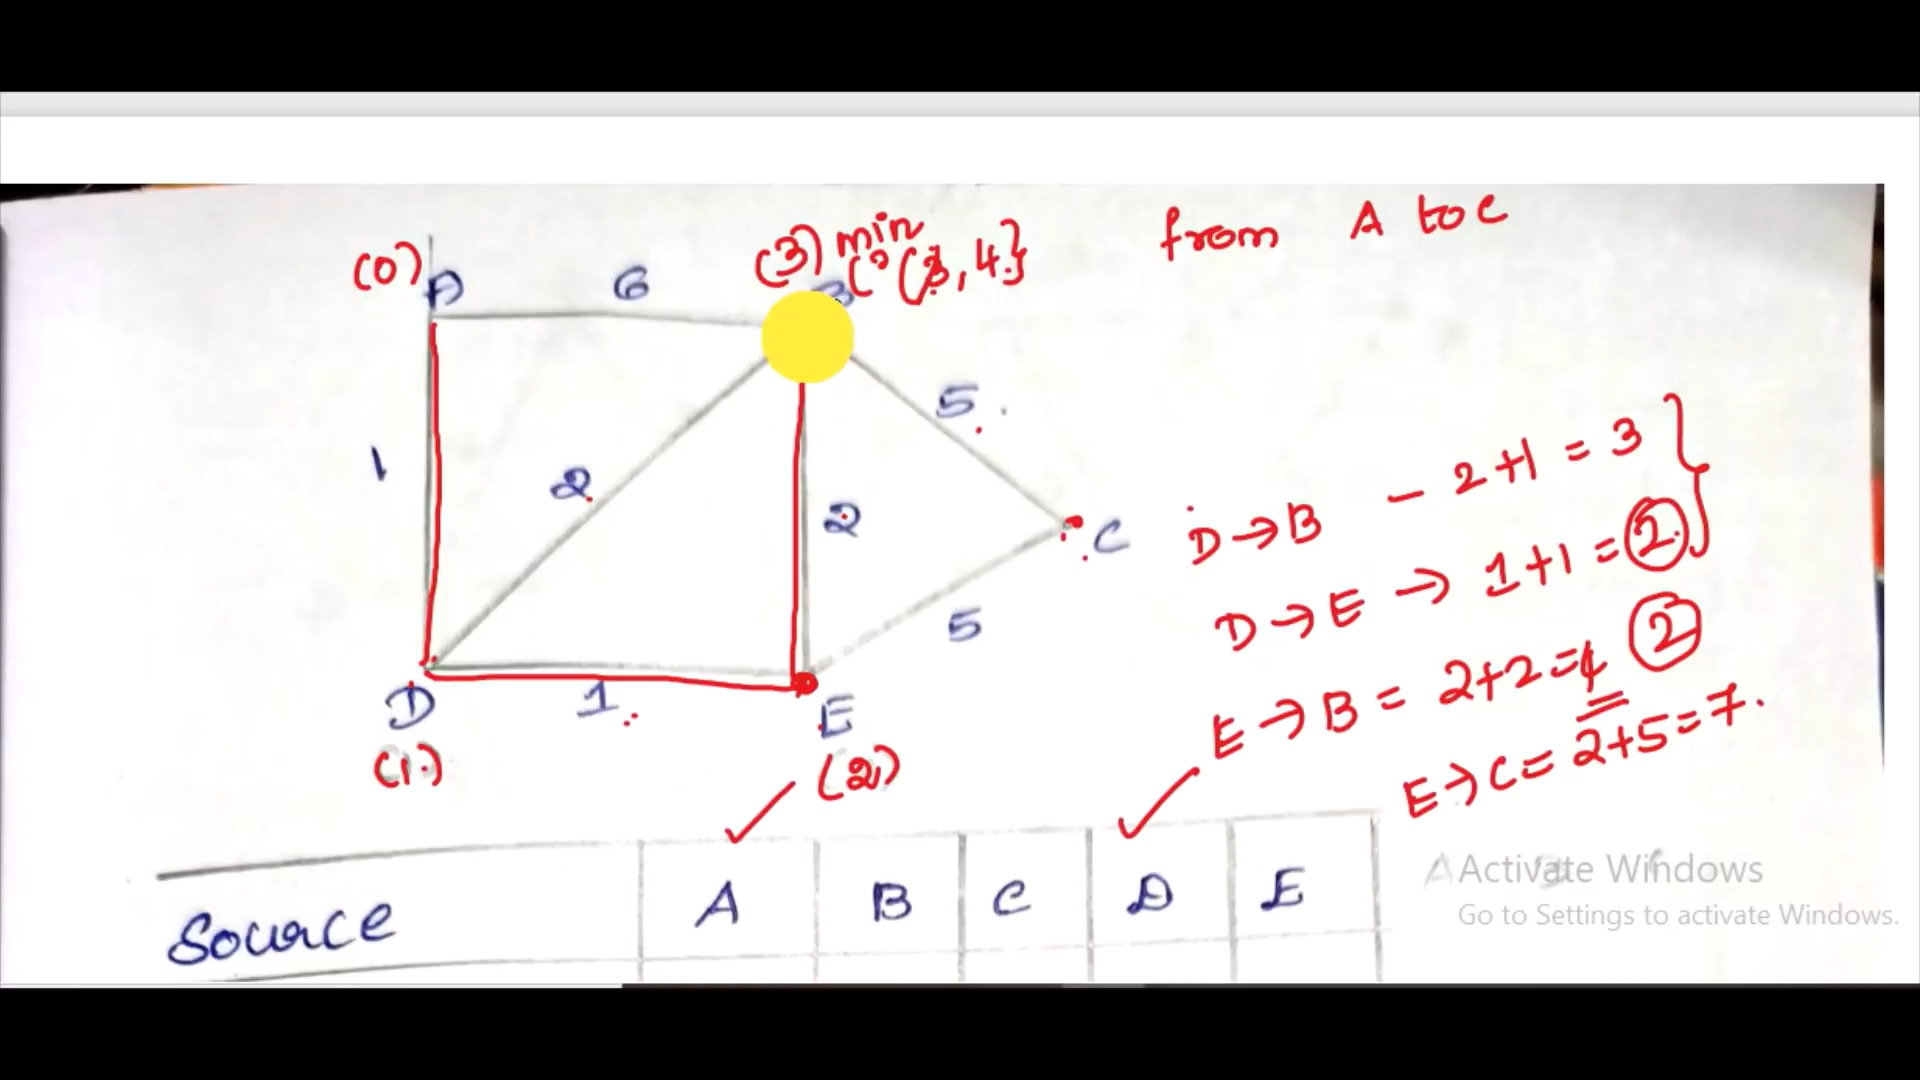 from A to C
(0) A 6 (3) min
(3, 4}
1
2
5
2
C
5
D 1 E
(1) (2)
D → B - 2+1 = 3
D → E → 1+1 = 2
E → B = 2+2 = 4 2
E → C = 2+5 = 7
Source A B C D E
Activate Windows
Go to Settings to activate Windows.